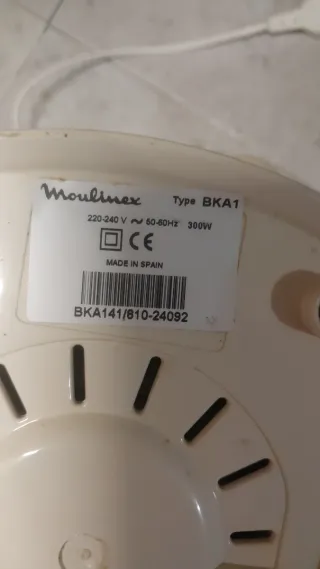 Moulinex Type BKA1
220-240 V ~ 50-60Hz 300W
CE
MADE IN SPAIN
BKA141/810-24092